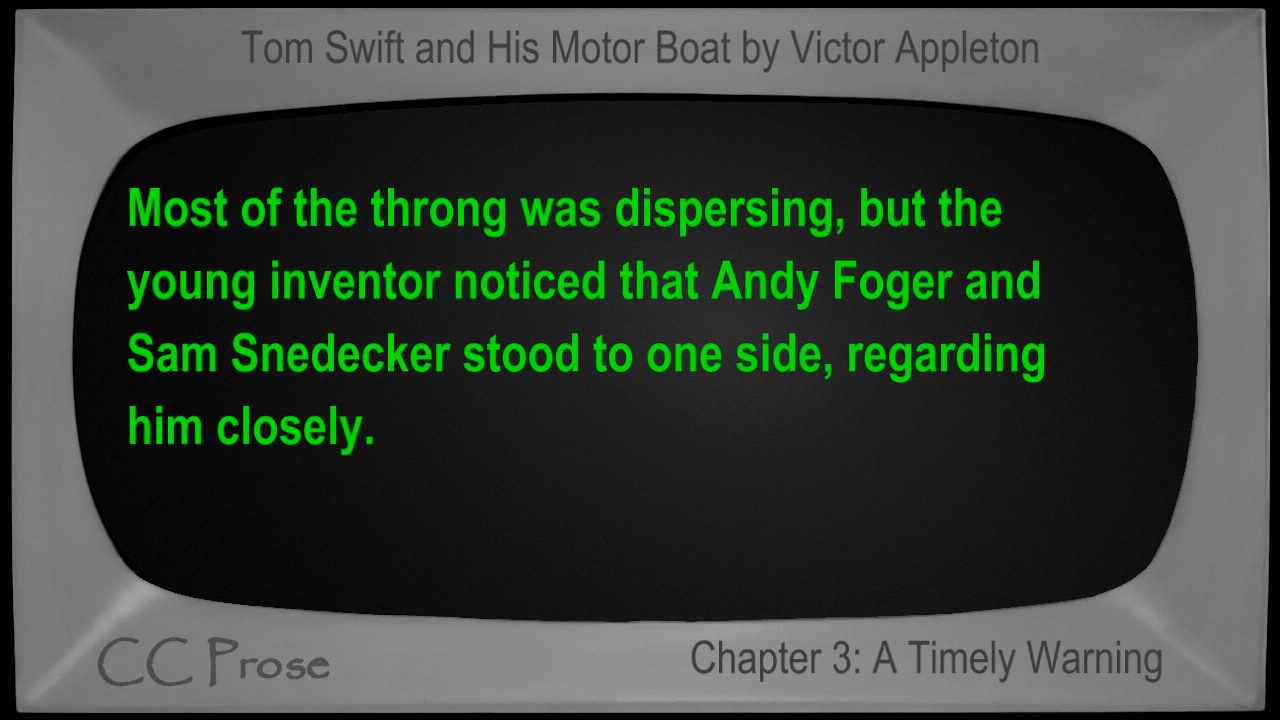 Tom Swift and His Motor Boat by Victor Appleton
Most of the throng was dispersing, but the
young inventor noticed that Andy Foger and
Sam Snedecker stood to one side, regarding
him closely.
CC Prose
Chapter 3: A Timely Warning